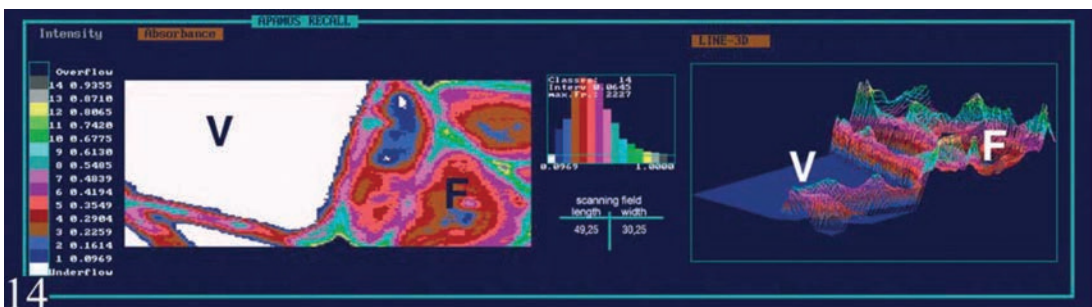 APAMOS RECALL
Intensity Absorbance
Overflow
14 0.9355
13 0.8710
12 0.8065
11 0.7420
10 0.6775
9 0.6130
8 0.5485
7 0.4839
6 0.4194
5 0.3549
4 0.2904
3 0.2259
2 0.1614
1 0.0969
Underflow
V
F
Classes: 14
Interv 0.0645
max.fr.: 2227
0.0969 1.0000
scanning field
length width
49,25 30,25
LINE-3D
V
F
14